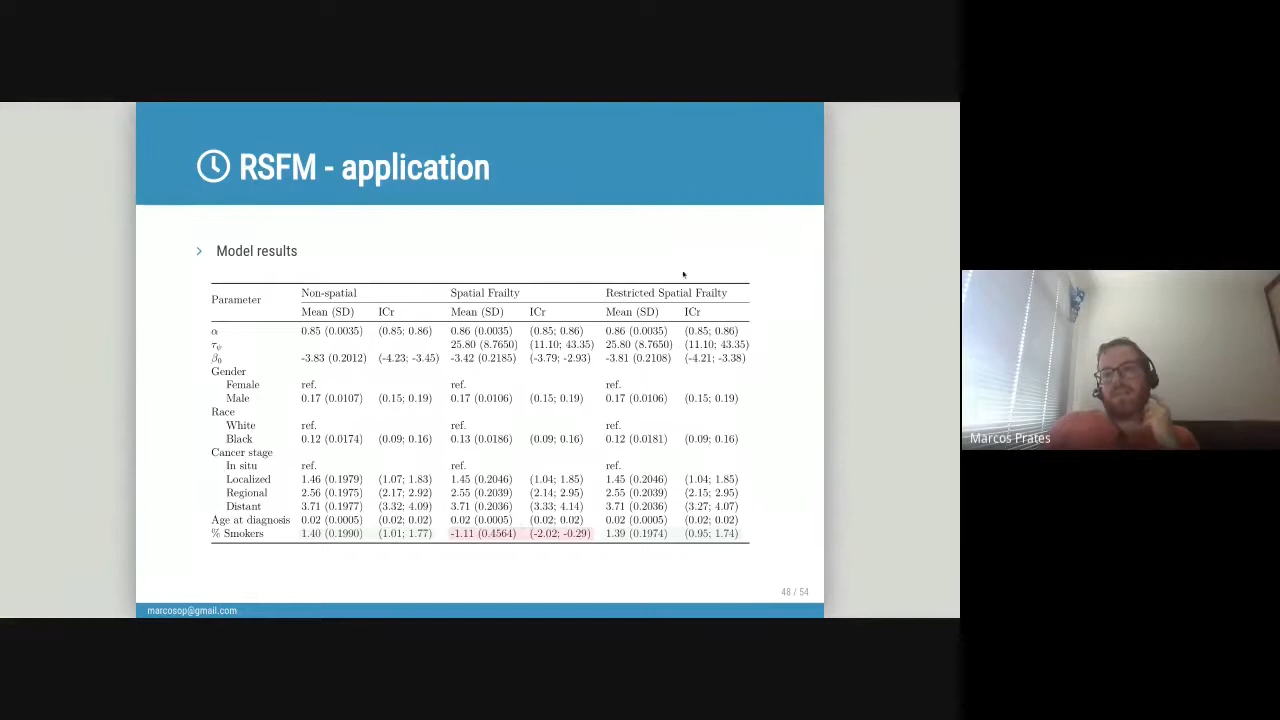 RSFM - application
Model results
Parameter Non-spatial Spatial Frailty Restricted Spatial Frailty
Mean (SD) ICr Mean (SD) ICr Mean (SD) ICr
α 0.85 (0.0035) (0.85; 0.86) 0.86 (0.0035) (0.85; 0.86) 0.86 (0.0035) (0.85; 0.86)
τψ 25.80 (8.7650) (11.10; 43.35) 25.80 (8.7650) (11.10; 43.35)
β0 -3.83 (0.2012) (-4.23; -3.45) -3.42 (0.2185) (-3.79; -2.93) -3.81 (0.2108) (-4.21; -3.38)
Gender
Female ref. ref. ref.
Male 0.17 (0.0107) (0.15; 0.19) 0.17 (0.0106) (0.15; 0.19) 0.17 (0.0106) (0.15; 0.19)
Race
White ref. ref. ref.
Black 0.12 (0.0174) (0.09; 0.16) 0.13 (0.0186) (0.09; 0.16) 0.12 (0.0181) (0.09; 0.16)
Cancer stage
In situ ref. ref. ref.
Localized 1.46 (0.1979) (1.07; 1.83) 1.45 (0.2046) (1.04; 1.85) 1.45 (0.2046) (1.04; 1.85)
Regional 2.56 (0.1975) (2.17; 2.92) 2.55 (0.2039) (2.14; 2.95) 2.55 (0.2039) (2.15; 2.95)
Distant 3.71 (0.1977) (3.32; 4.09) 3.71 (0.2036) (3.33; 4.14) 3.71 (0.2036) (3.27; 4.07)
Age at diagnosis 0.02 (0.0005) (0.02; 0.02) 0.02 (0.0005) (0.02; 0.02) 0.02 (0.0005) (0.02; 0.02)
% Smokers 1.40 (0.1990) (1.01; 1.77) -1.11 (0.4564) (-2.02; -0.29) 1.39 (0.1974) (0.95; 1.74)
48 / 54
marcosop@gmail.com
Marcos Prates